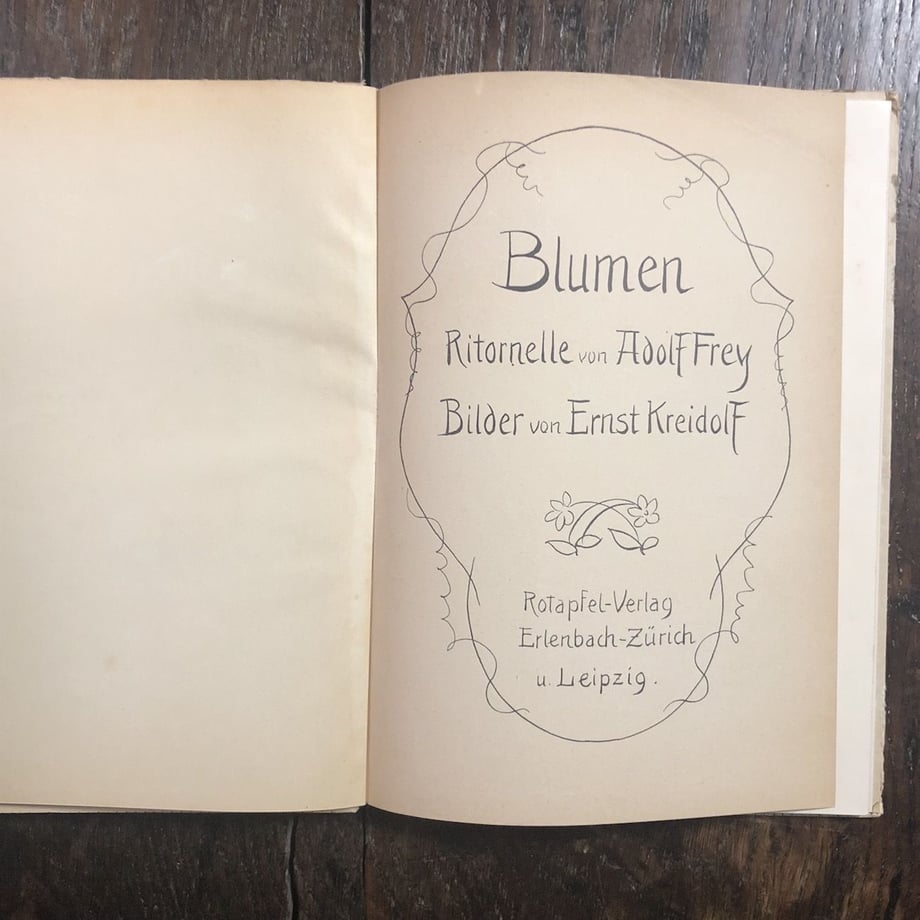 Blumen
Ritornelle von Adolf Frey
Bilder von Ernst Kreidolf
Rotapfel-Verlag
Erlenbach-Zürich
u. Leipzig.